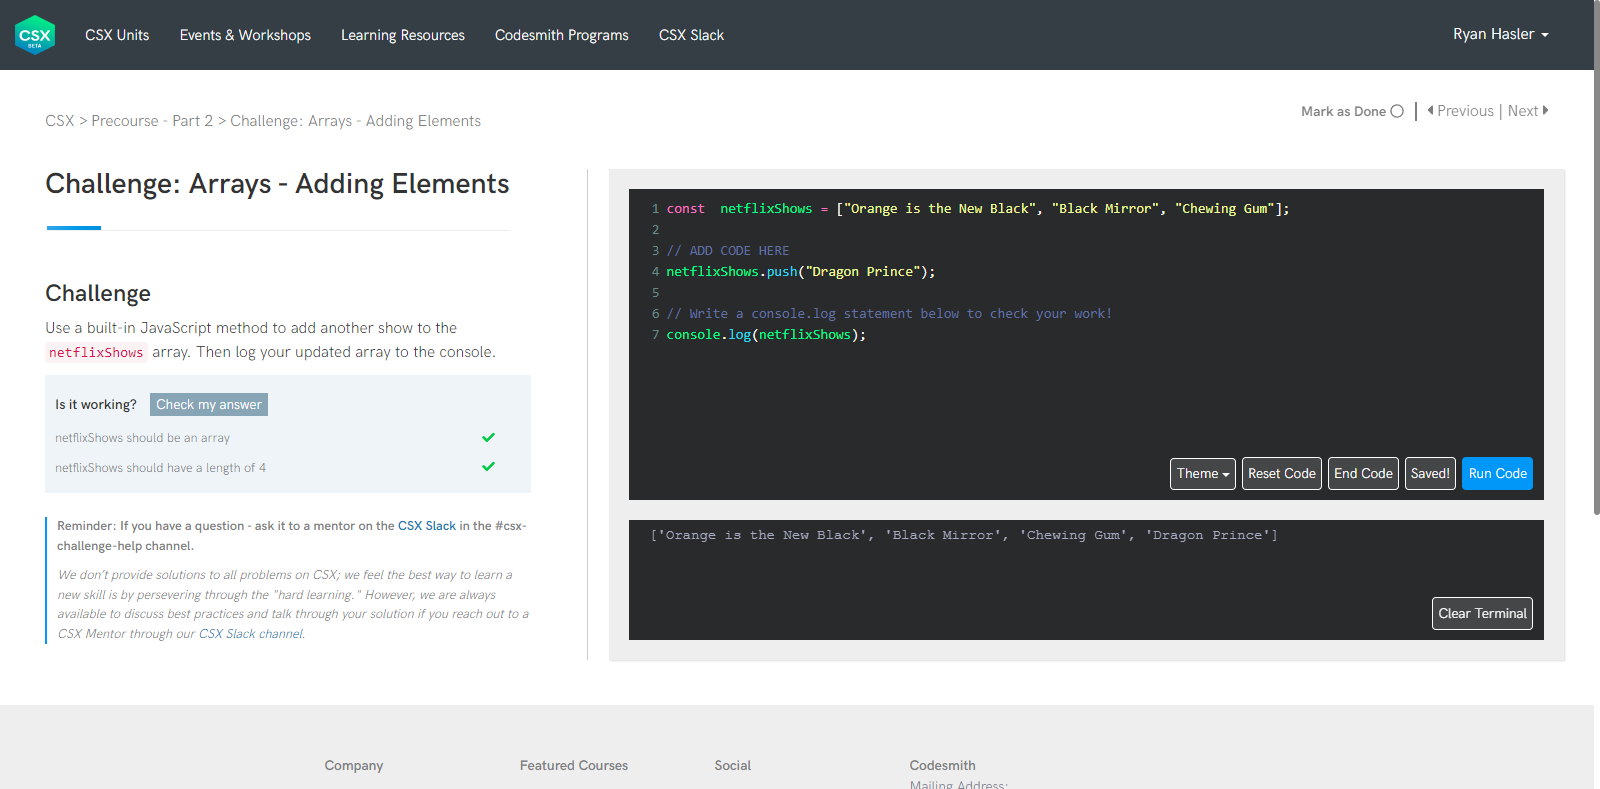 CSX
BETA
CSX Units
Events & Workshops
Learning Resources
Codesmith Programs
CSX Slack
Ryan Hasler
CSX > Precourse - Part 2 > Challenge: Arrays - Adding Elements
Mark as Done
Previous | Next
Challenge: Arrays - Adding Elements
Challenge
Use a built-in JavaScript method to add another show to the
netflixShows array. Then log your updated array to the console.
Is it working?
Check my answer
netflixShows should be an array
netflixShows should have a length of 4
Reminder: If you have a question - ask it to a mentor on the CSX Slack in the #csx-
challenge-help channel.
We don't provide solutions to all problems on CSX; we feel the best way to learn a
new skill is by persevering through the "hard learning." However, we are always
available to discuss best practices and talk through your solution if you reach out to a
CSX Mentor through our CSX Slack channel.
1 const  netflixShows = ["Orange is the New Black", "Black Mirror", "Chewing Gum"];
2
3 // ADD CODE HERE
4 netflixShows.push("Dragon Prince");
5
6 // Write a console.log statement below to check your work!
7 console.log(netflixShows);
Theme
Reset Code
End Code
Saved!
Run Code
['Orange is the New Black', 'Black Mirror', 'Chewing Gum', 'Dragon Prince']
Clear Terminal
Company
Featured Courses
Social
Codesmith
Mailing Address: